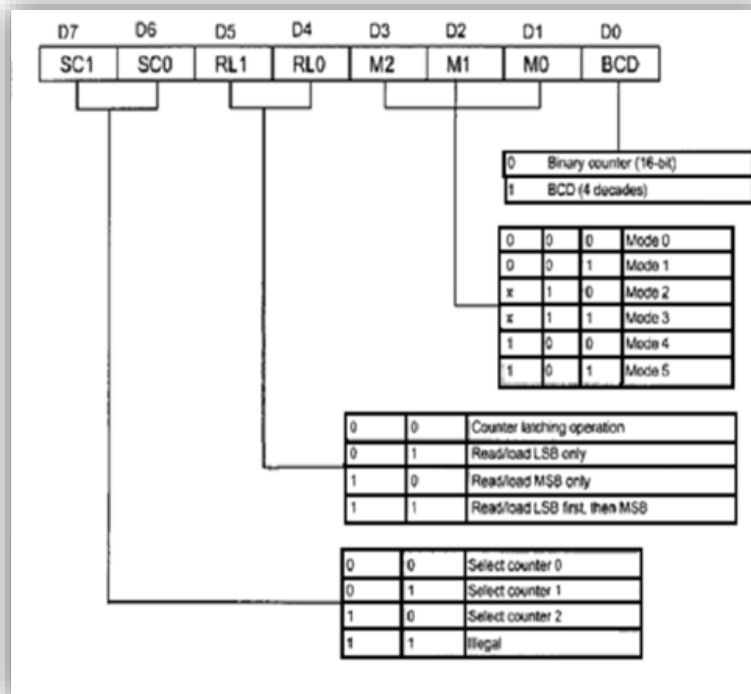 D7 D6 D5 D4 D3 D2 D1 D0
SC1 SC0 RL1 RL0 M2 M1 M0 BCD
0 Binary counter (16-bit)
1 BCD (4 decades)
0 0 0 Mode 0
0 0 1 Mode 1
x 1 0 Mode 2
x 1 1 Mode 3
1 0 0 Mode 4
1 0 1 Mode 5
0 0 Counter latching operation
0 1 Read/load LSB only
1 0 Read/load MSB only
1 1 Read/load LSB first, then MSB
0 0 Select counter 0
0 1 Select counter 1
1 0 Select counter 2
1 1 Illegal